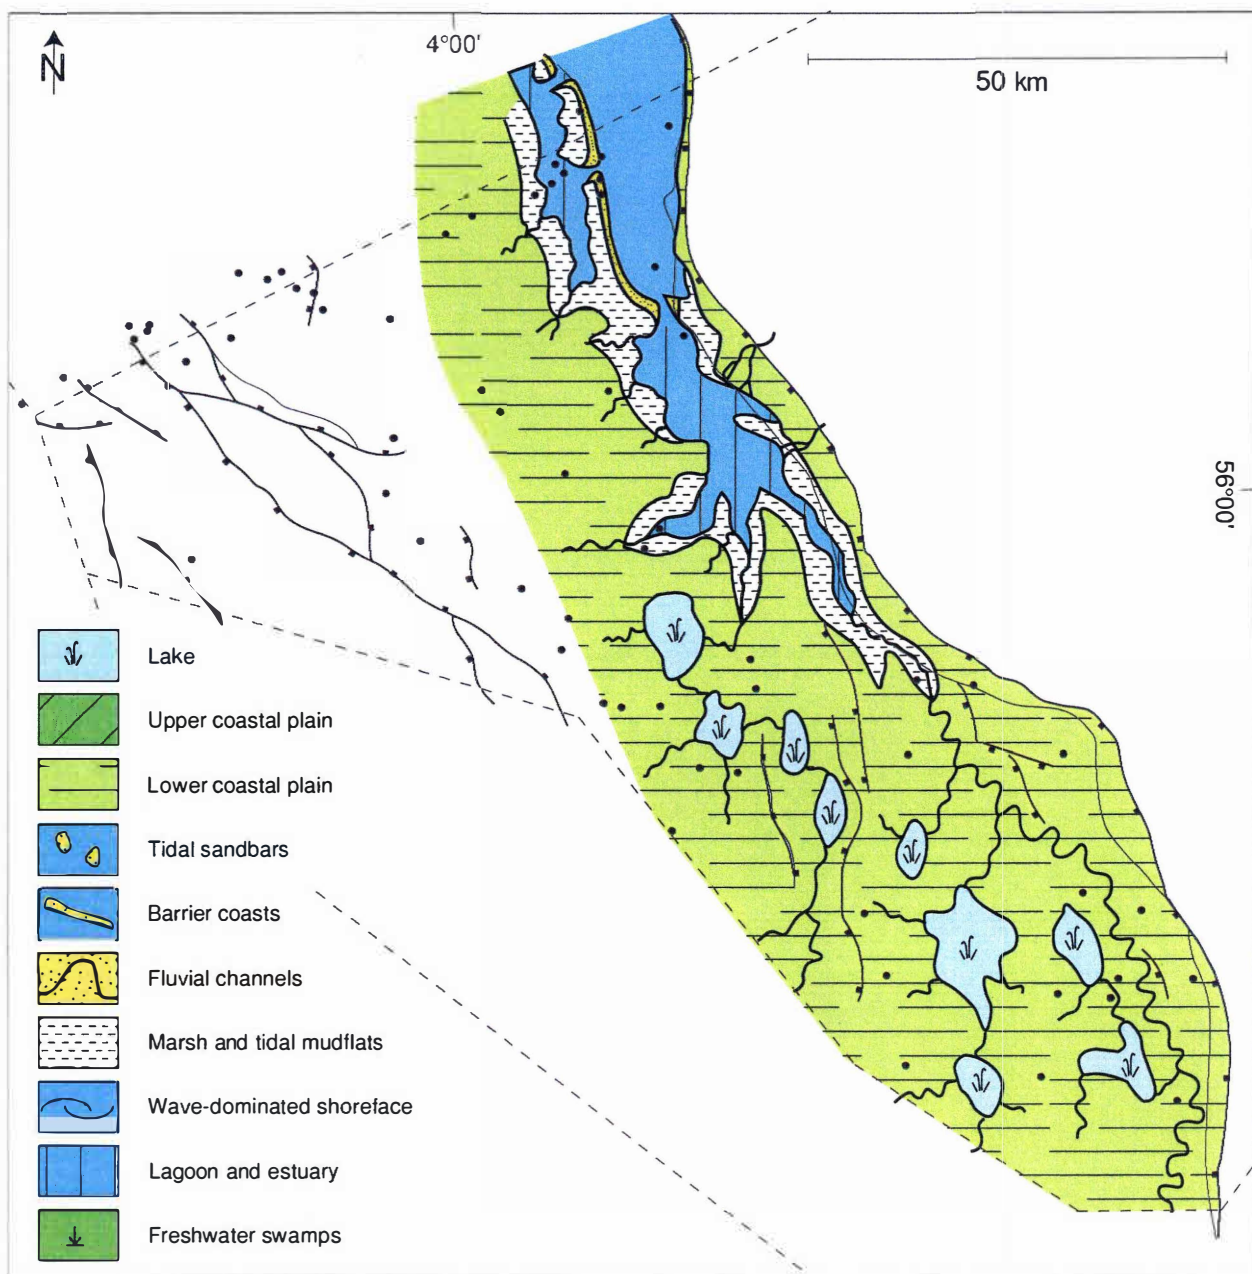 N
4°00'
50 km
56°00'
Lake
Upper coastal plain
Lower coastal plain
Tidal sandbars
Barrier coasts
Fluvial channels
Marsh and tidal mudflats
Wave-dominated shoreface
Lagoon and estuary
Freshwater swamps